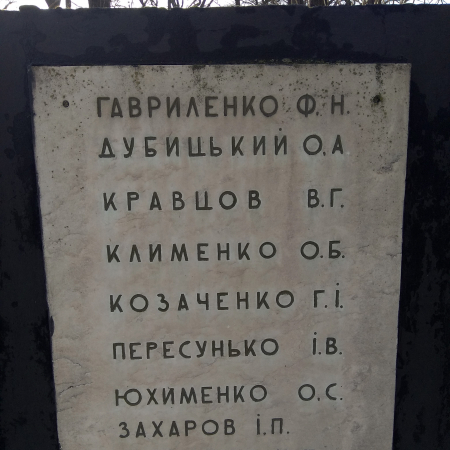 ГАВРИЛЕНКО Ф.Н.
ДУБИЦЬКИЙ О.А
КРАВЦОВ В.Г.
КЛИМЕНКО О.Б.
КОЗАЧЕНКО Г.І.
ПЕРЕСУНЬКО І.В.
ЮХИМЕНКО О.С.
ЗАХАРОВ І.П.